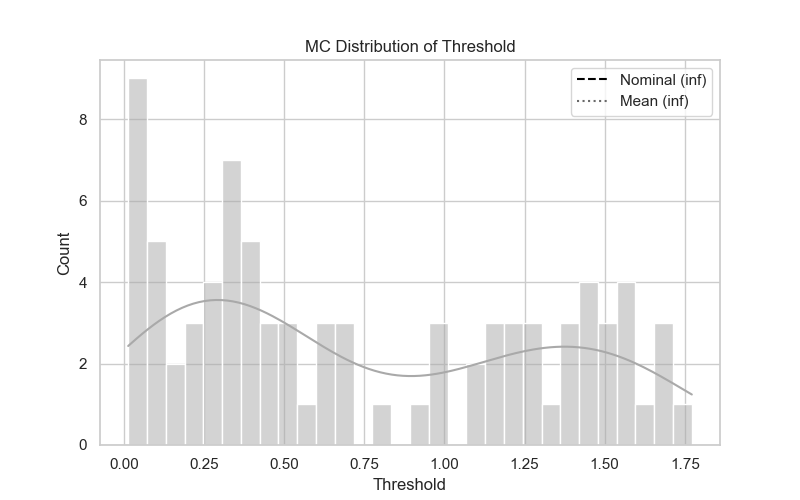 MC Distribution of Threshold
Nominal (inf)
Mean (inf)
Count
8
6
4
2
0
0.00 0.25 0.50 0.75 1.00 1.25 1.50 1.75
Threshold